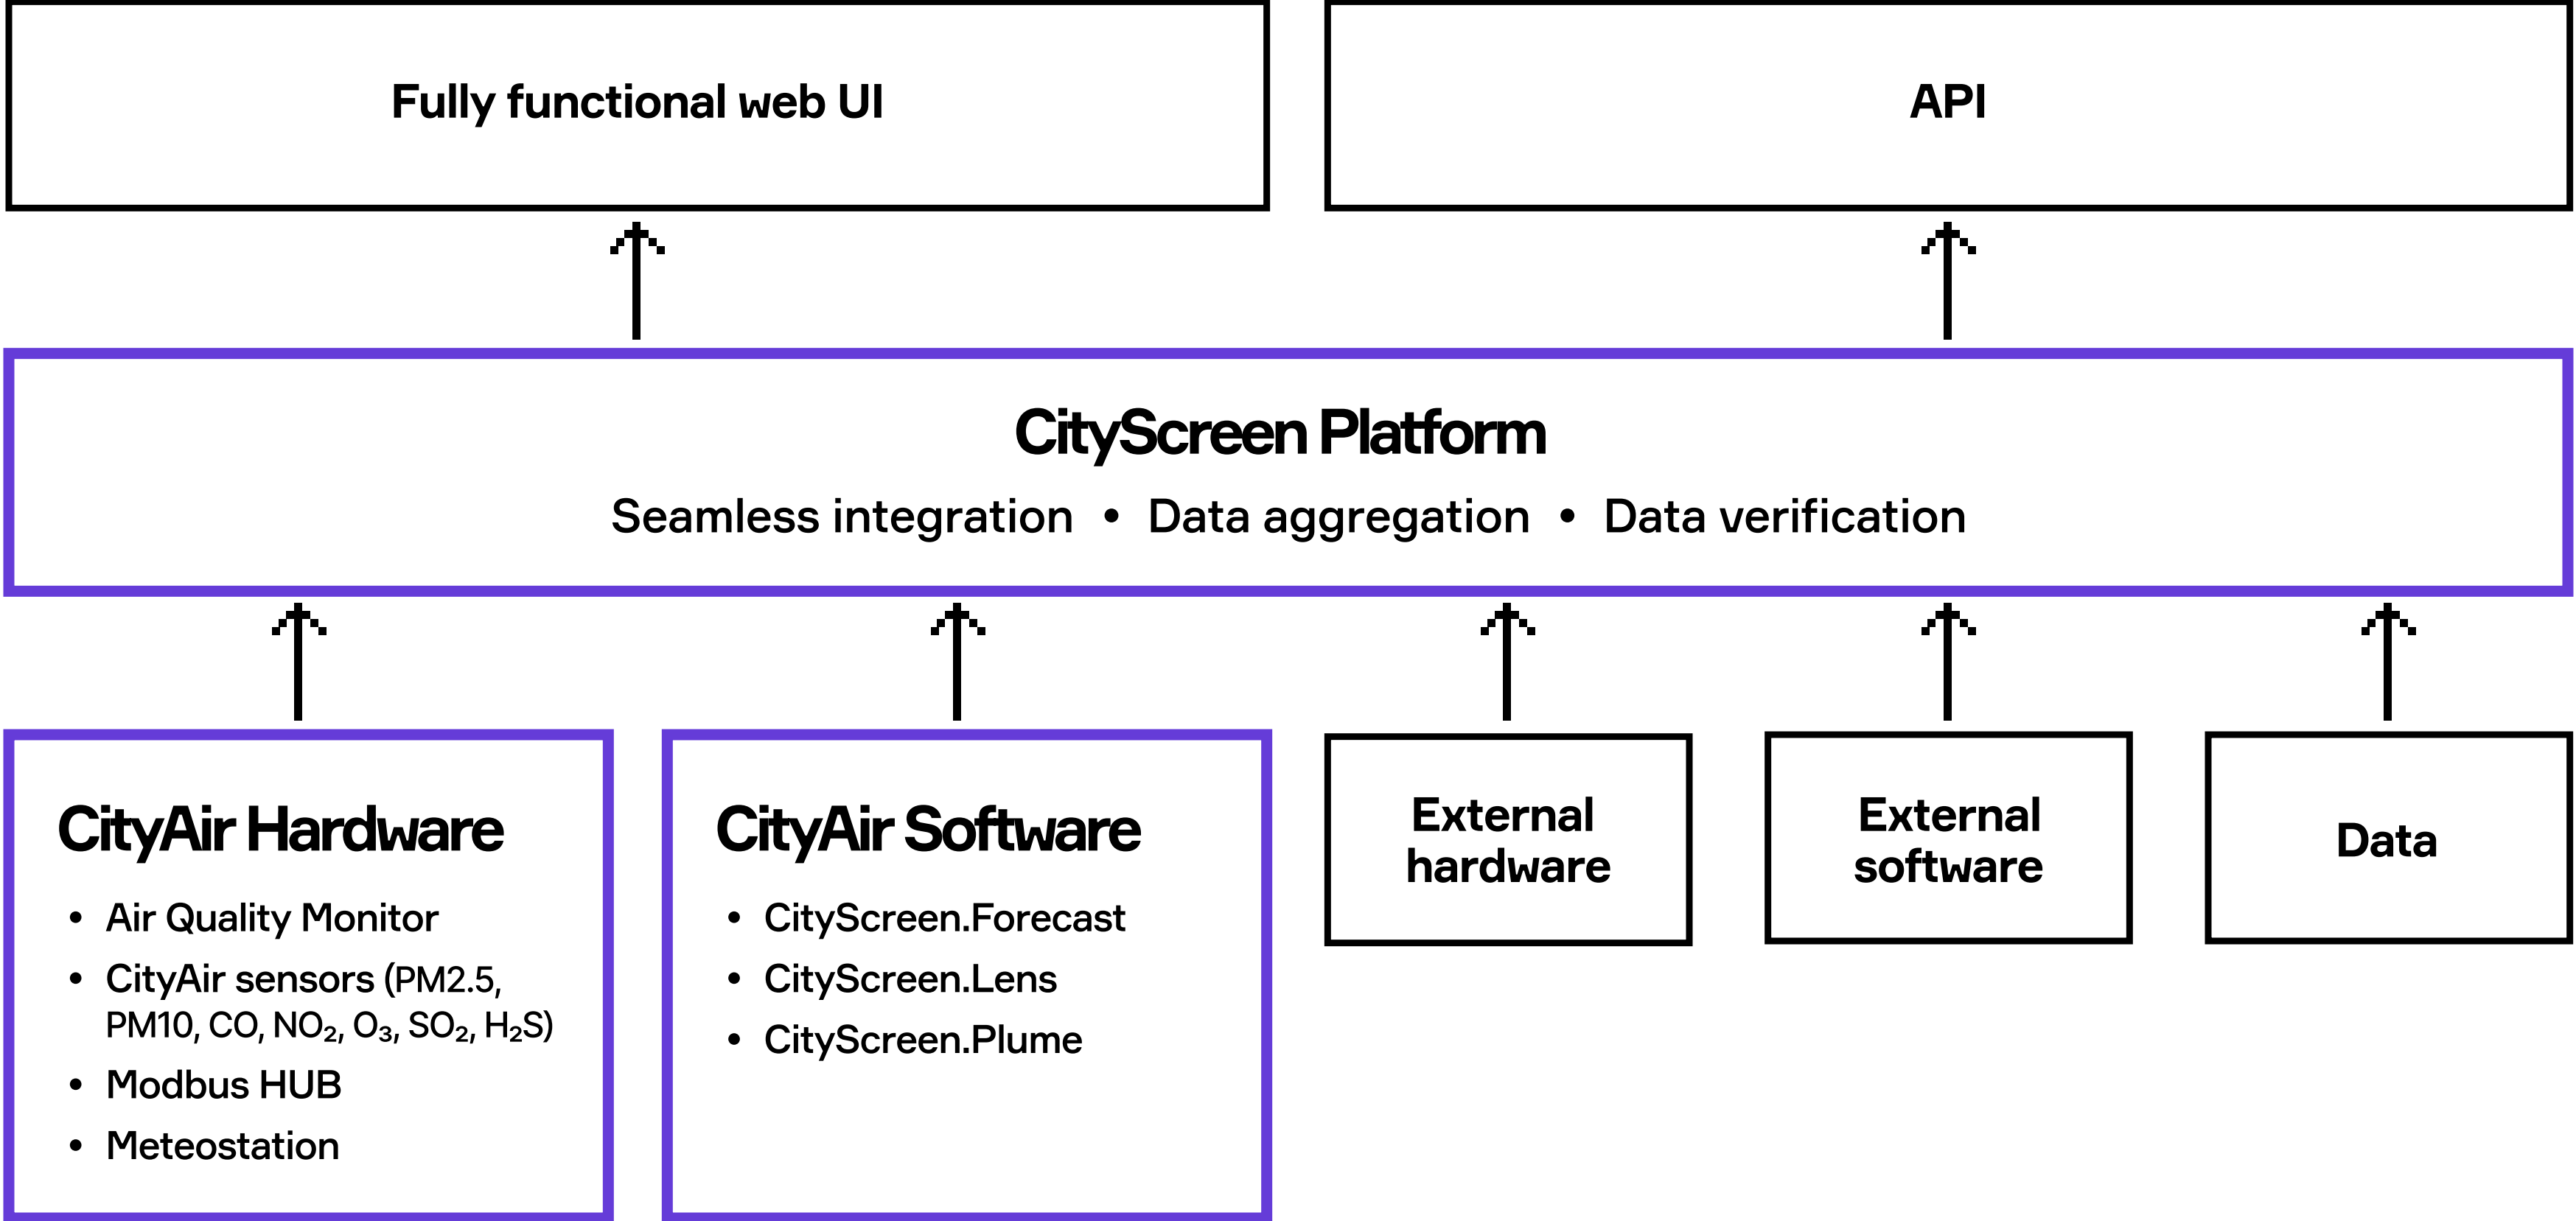 Fully functional web UI
API
CityScreen Platform
Seamless integration • Data aggregation • Data verification
CityAir Hardware
• Air Quality Monitor
• CityAir sensors (PM2.5,
PM10, CO, NO₂, O₃, SO₂, H₂S)
• Modbus HUB
• Meteostation
CityAir Software
• CityScreen.Forecast
• CityScreen.Lens
• CityScreen.Plume
External
hardware
External
software
Data